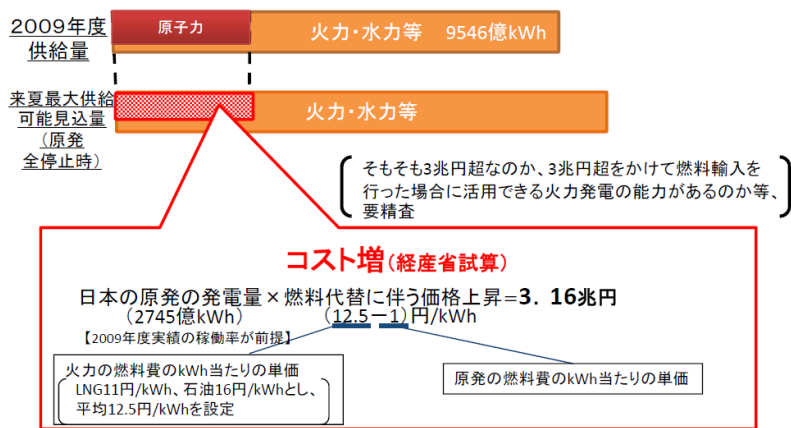 2009年度
供給量
原子力
火力・水力等 9546億kWh
来夏最大供給
可能見込量
(原発
全停止時)
火力・水力等
そもそも3兆円超なのか、3兆円超をかけて燃料輸入を
行った場合に活用できる火力発電の能力があるのか等、
要精査
コスト増(経産省試算)
日本の原発の発電量×燃料代替に伴う価格上昇=3．16兆円
(2745億kWh) (12.5－1)円/kWh
【2009年度実績の稼働率が前提】
火力の燃料費のkWh当たりの単価
LNG11円/kWh、石油16円/kWhとし、
平均12.5円/kWhを設定
原発の燃料費のkWh当たりの単価